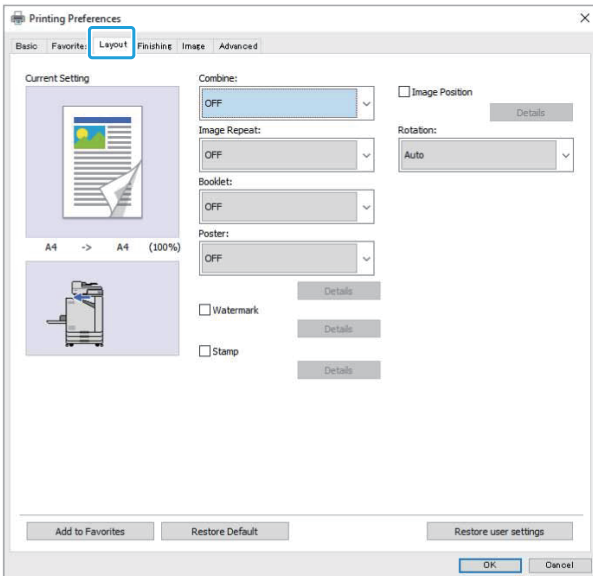 Printing Preferences
Basic Favorite: Layout Finishing Image Advanced
Current Setting
A4 -> A4 (100%)
Combine:
OFF
Image Repeat:
OFF
Booklet:
OFF
Poster:
OFF
Details
Watermark
Details
Stamp
Details
Image Position
Details
Rotation:
Auto
Add to Favorites Restore Default Restore user settings
OK Cancel